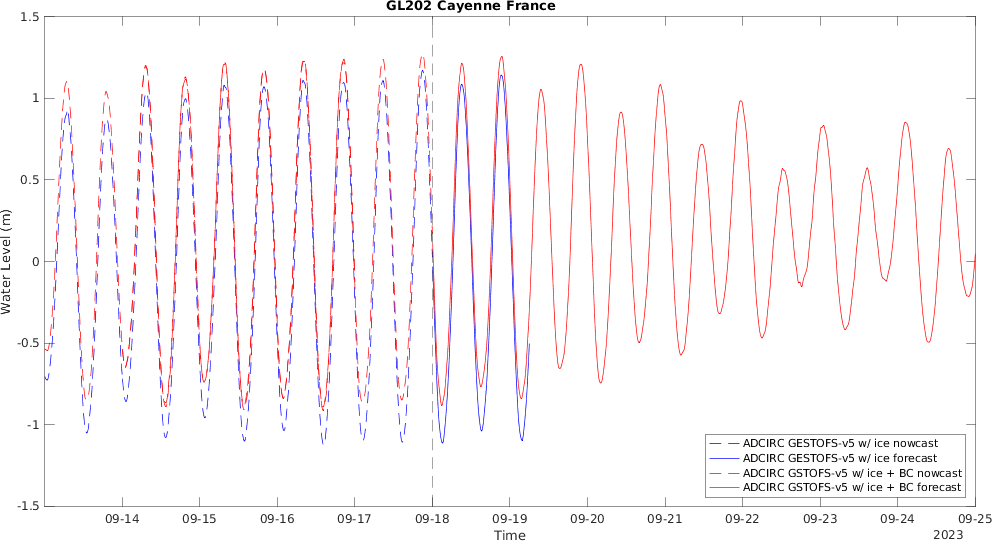 GL202 Cayenne France
1.5
1
0.5
0
-0.5
-1
-1.5
Water Level (m)
09-14 09-15 09-16 09-17 09-18 09-19 09-20 09-21 09-22 09-23 09-24 09-25
Time
2023
ADCIRC GESTOFS-v5 w/ ice nowcast
ADCIRC GESTOFS-v5 w/ ice forecast
ADCIRC GSTOFS-v5 w/ ice + BC nowcast
ADCIRC GSTOFS-v5 w/ ice + BC forecast